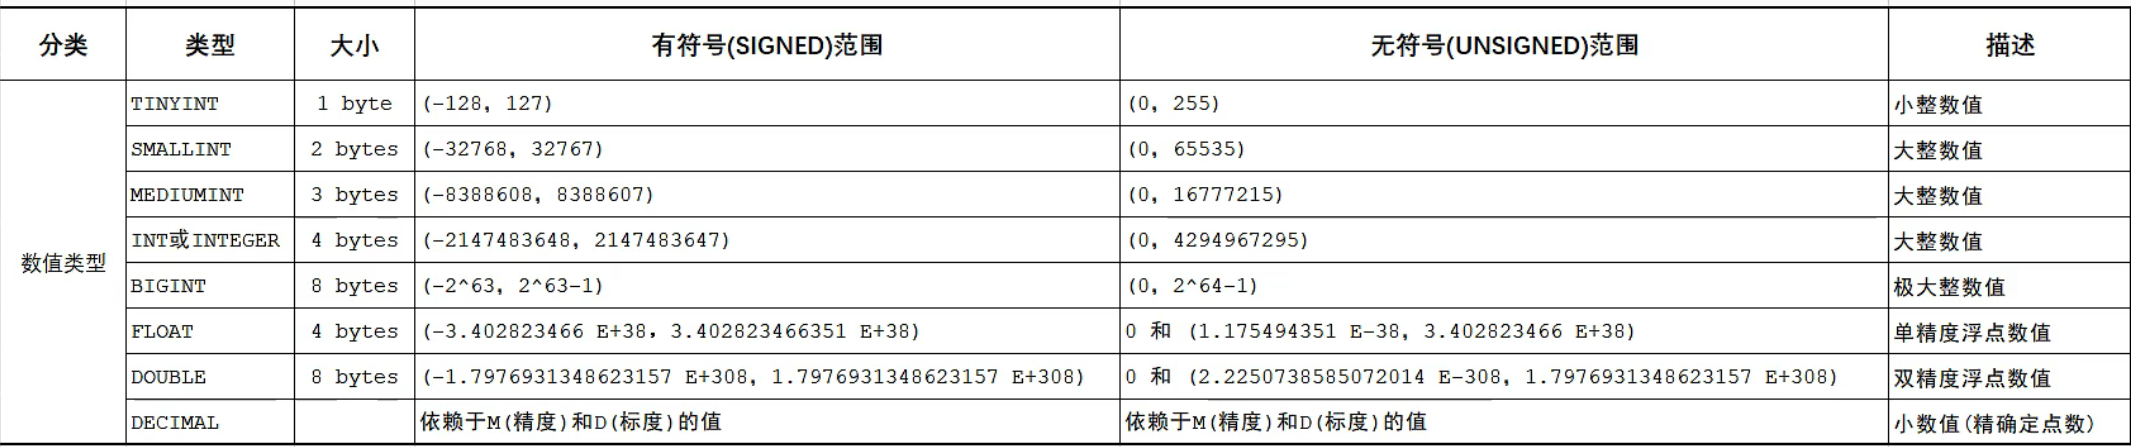 分类 类型 大小 有符号(SIGNED)范围 无符号(UNSIGNED)范围 描述
数值类型
TINYINT 1 byte (-128, 127) (0, 255) 小整数值
SMALLINT 2 bytes (-32768, 32767) (0, 65535) 大整数值
MEDIUMINT 3 bytes (-8388608, 8388607) (0, 16777215) 大整数值
INT或INTEGER 4 bytes (-2147483648, 2147483647) (0, 4294967295) 大整数值
BIGINT 8 bytes (-2^63, 2^63-1) (0, 2^64-1) 极大整数值
FLOAT 4 bytes (-3.402823466 E+38, 3.402823466351 E+38) 0 和 (1.175494351 E-38, 3.402823466 E+38) 单精度浮点数值
DOUBLE 8 bytes (-1.7976931348623157 E+308, 1.7976931348623157 E+308) 0 和 (2.2250738585072014 E-308, 1.7976931348623157 E+308) 双精度浮点数值
DECIMAL 依赖于M(精度)和D(标度)的值 依赖于M(精度)和D(标度)的值 小数值(精确定点数)